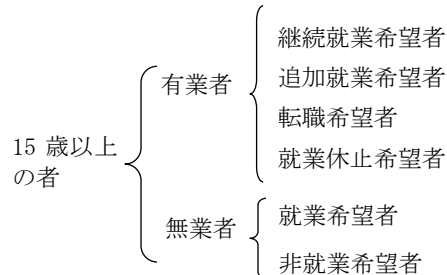 15 歳以上
の者
有業者
継続就業希望者
追加就業希望者
転職希望者
就業休止希望者
無業者
就業希望者
非就業希望者